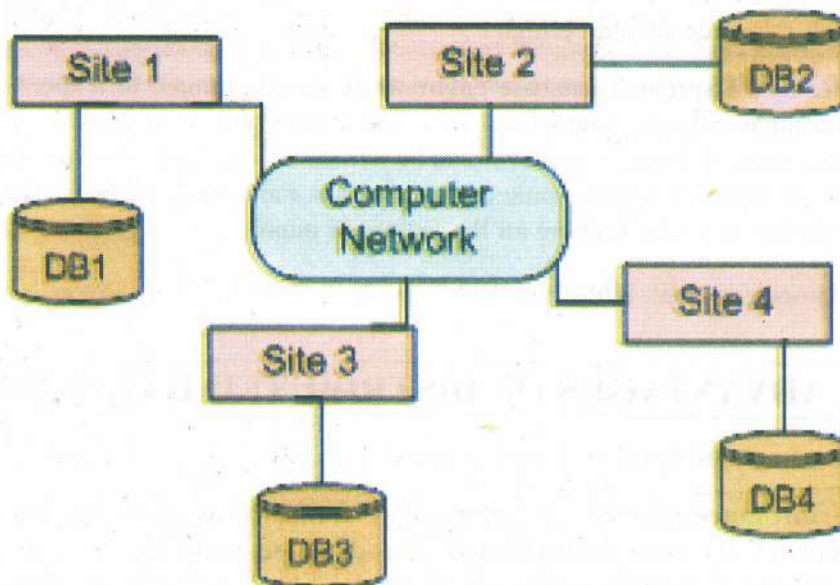 Site 1
Site 2
DB2
DB1
Computer
Network
Site 4
Site 3
DB4
DB3